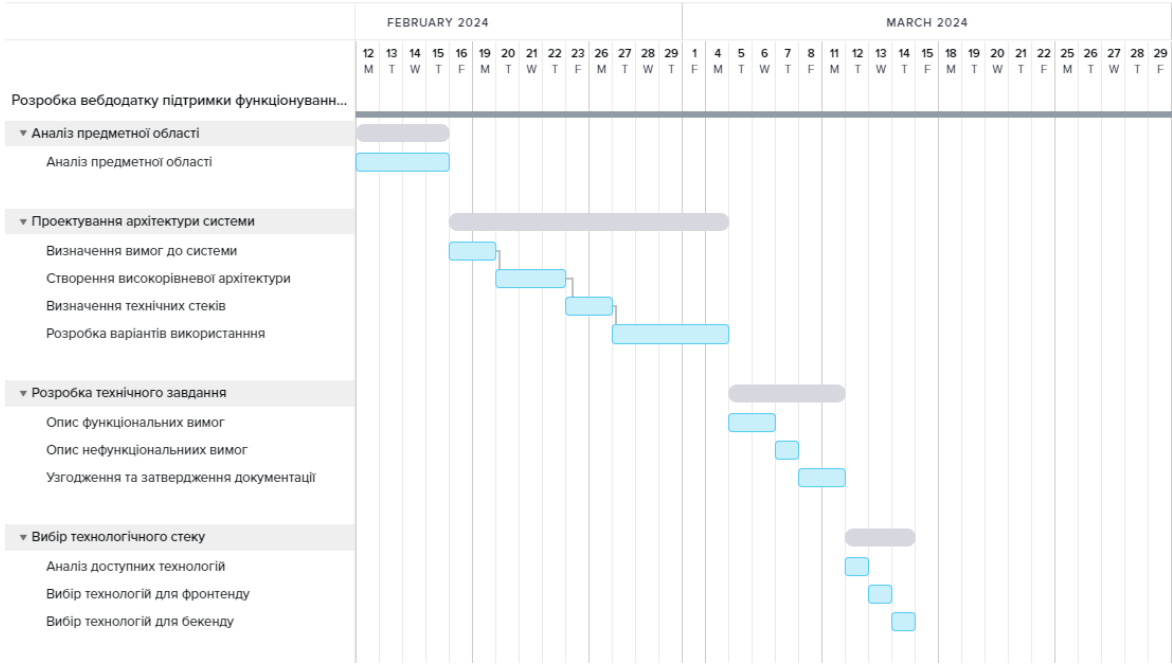 FEBRUARY 2024 MARCH 2024
12 13 14 15 16 19 20 21 22 23 26 27 28 29 1 4 5 6 7 8 11 12 13 14 15 18 19 20 21 22 25 26 27 28 29
M T W T F M T W T F M T W T F M T W T F M T W T F M T W T F M T W T F
Розробка вебдодатку підтримки функціонуванн...
Аналіз предметної області
Аналіз предметної області
Проектування архітектури системи
Визначення вимог до системи
Створення високорівневої архітектури
Визначення технічних стеків
Розробка варіантів використанння
Розробка технічного завдання
Опис функціональних вимог
Опис нефункціональниих вимог
Узгодження та затвердження документації
Вибір технологічного стеку
Аналіз доступних технологій
Вибір технологій для фронтенду
Вибір технологій для бекенду